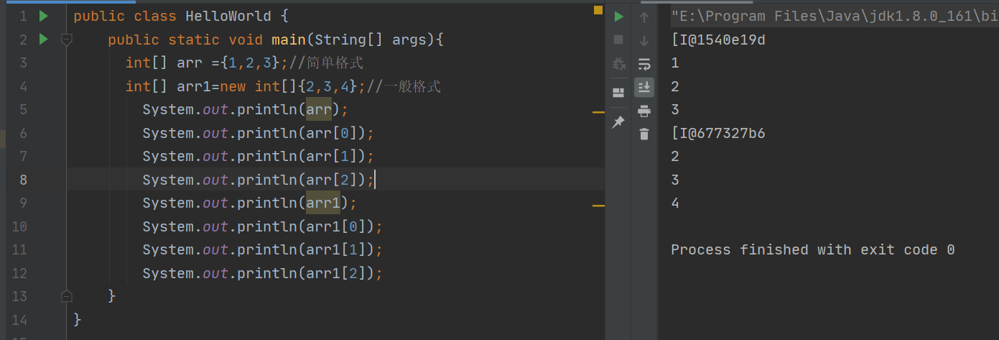 1 public class HelloWorld {
2 public static void main(String[] args){
3 int[] arr ={1,2,3};//简单格式
4 int[] arr1=new int[]{2,3,4};//一般格式
5 System.out.println(arr);
6 System.out.println(arr[0]);
7 System.out.println(arr[1]);
8 System.out.println(arr[2]);
9 System.out.println(arr1);
10 System.out.println(arr1[0]);
11 System.out.println(arr1[1]);
12 System.out.println(arr1[2]);
13 }
14 }
"E:\Program Files\Java\jdk1.8.0_161\bi
[I@1540e19d
1
2
3
[I@677327b6
2
3
4
Process finished with exit code 0